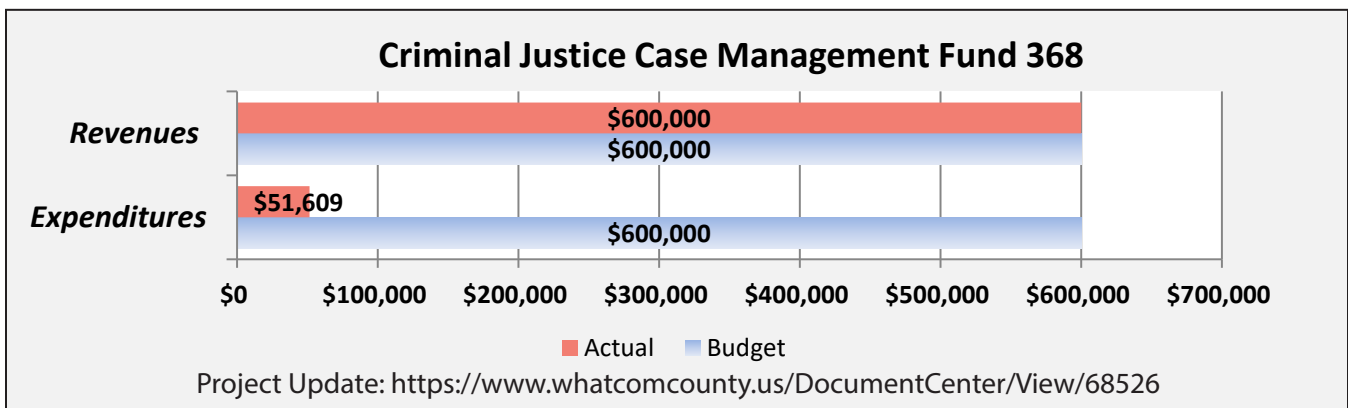 Criminal Justice Case Management Fund 368
Revenues
$600,000
$600,000
Expenditures
$51,609
$600,000
$0 $100,000 $200,000 $300,000 $400,000 $500,000 $600,000 $700,000
Actual Budget
Project Update: https://www.whatcomcounty.us/DocumentCenter/View/68526